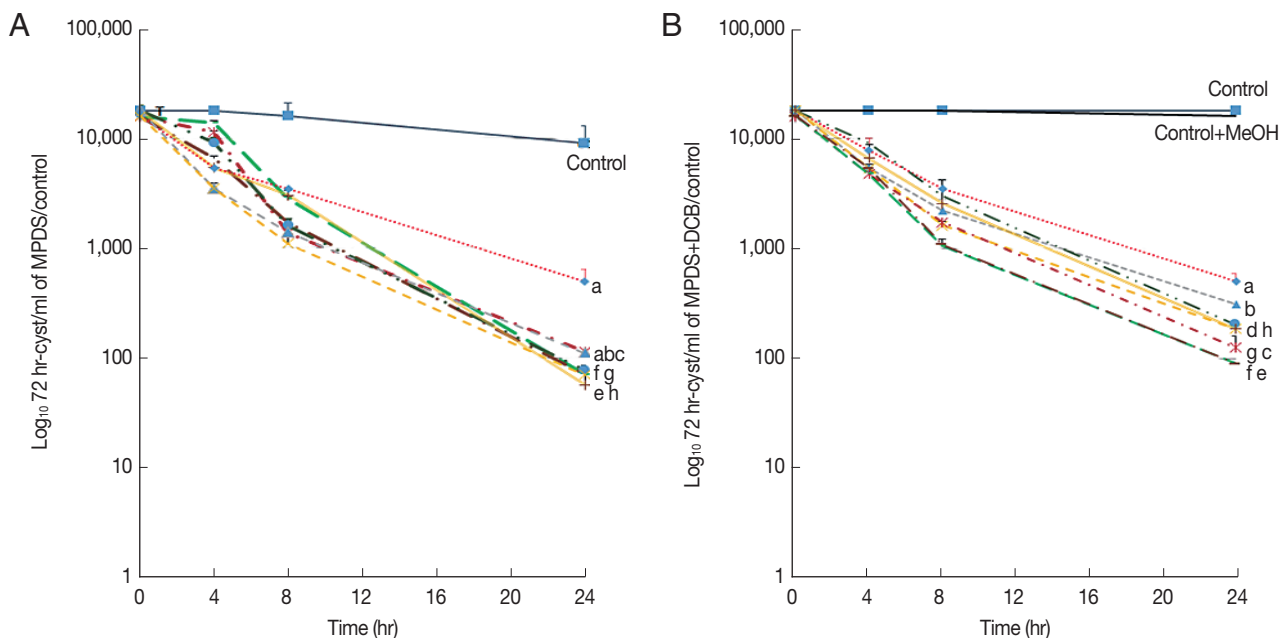 A
Log₁₀ 72 hr-cyst/ml of MPDS/control
100,000
10,000
1,000
100
10
1
0 4 8 12 16 20 24
Time (hr)
Control
a
abc
f g
e h
B
Log₁₀ 72 hr-cyst/ml of MPDS+DCB/control
100,000
10,000
1,000
100
10
1
0 4 8 12 16 20 24
Time (hr)
Control
Control+MeOH
a
b
d h
g c
f e